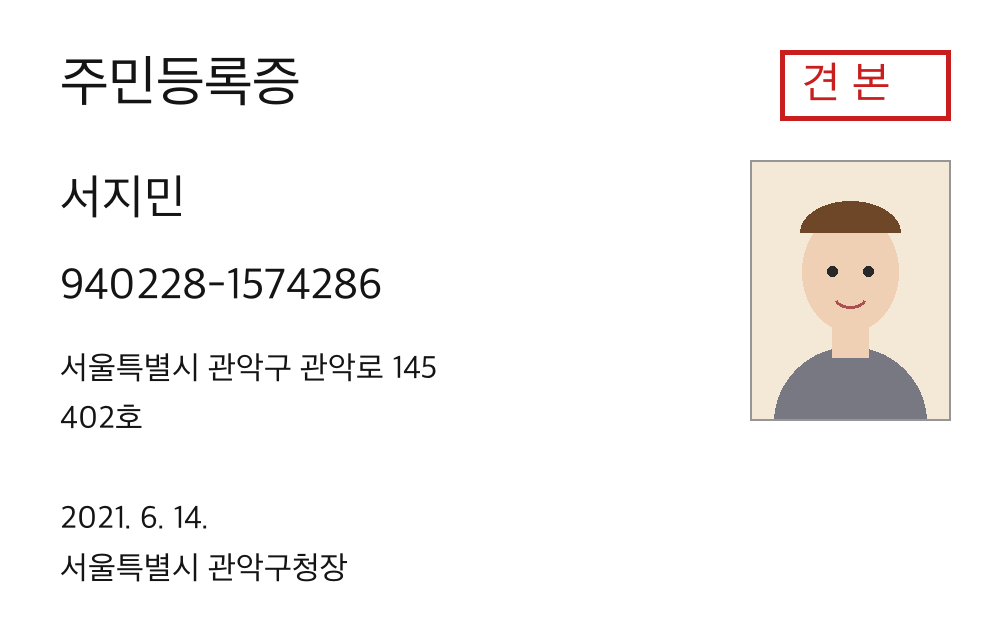 주민등록증
견 본
서지민
940228-1574286
서울특별시 관악구 관악로 145
402호
2021. 6. 14.
서울특별시 관악구청장